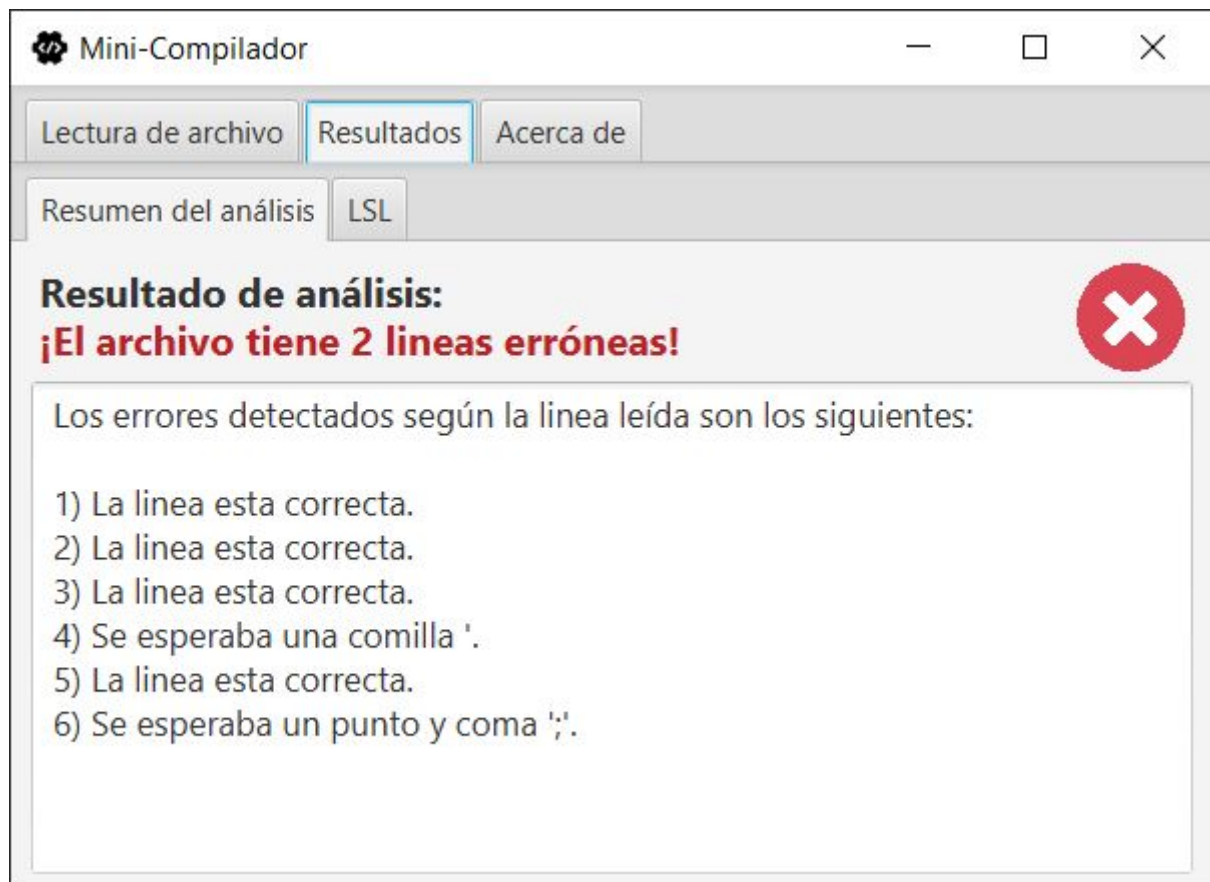 Mini-Compilador
Lectura de archivo Resultados Acerca de
Resumen del análisis LSL
Resultado de análisis:
¡El archivo tiene 2 lineas erróneas!
Los errores detectados según la linea leída son los siguientes:
1) La linea esta correcta.
2) La linea esta correcta.
3) La linea esta correcta.
4) Se esperaba una comilla '.
5) La linea esta correcta.
6) Se esperaba un punto y coma ';'.